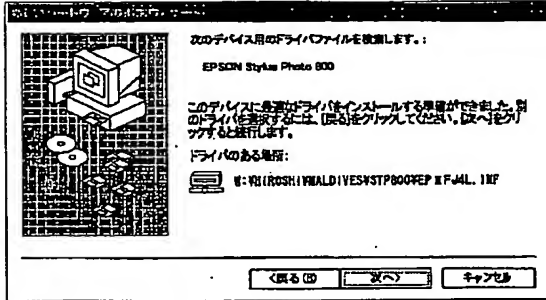 次のデバイス用のドライバファイルを検索します。:
EPSON Stylus Photo 800
このデバイスに最適なドライバをインストールする準備ができました。別
のドライバを選択するには、[戻る]をクリックしてください。[次へ]をクリ
ックすると続行します。
ドライバのある場所:
<戻る(B)
次へ>
キャンセル